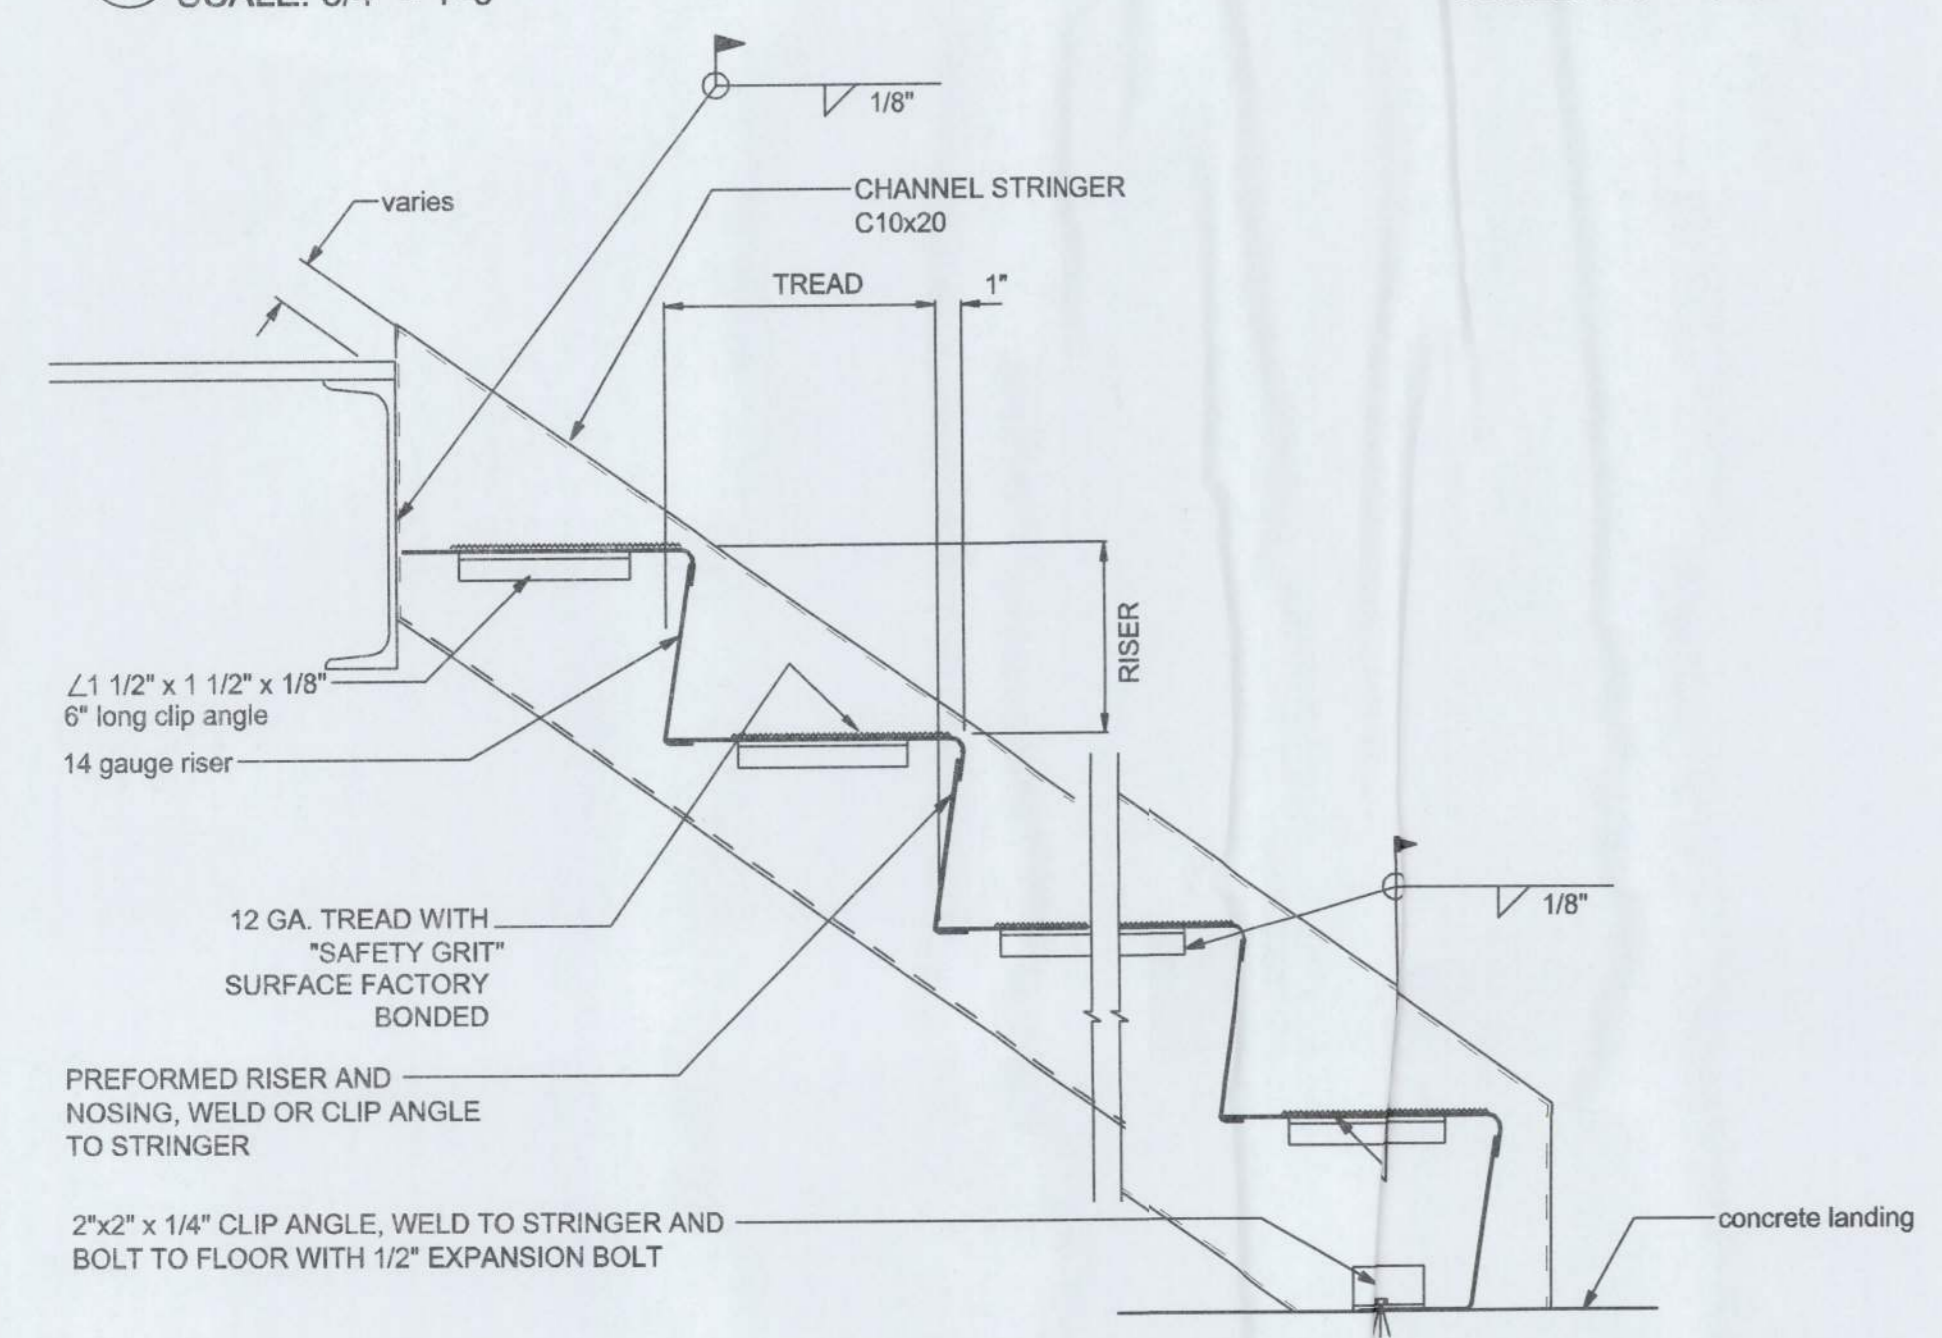 SCALE:
1/8"
varies
CHANNEL STRINGER
C10x20
TREAD
1"
RISER
∠1 1/2" x 1 1/2" x 1/8"
6" long clip angle
14 gauge riser
1/8"
12 GA. TREAD WITH
"SAFETY GRIT"
SURFACE FACTORY
BONDED
PREFORMED RISER AND
NOSING, WELD OR CLIP ANGLE
TO STRINGER
2"x2" x 1/4" CLIP ANGLE, WELD TO STRINGER AND
BOLT TO FLOOR WITH 1/2" EXPANSION BOLT
concrete landing